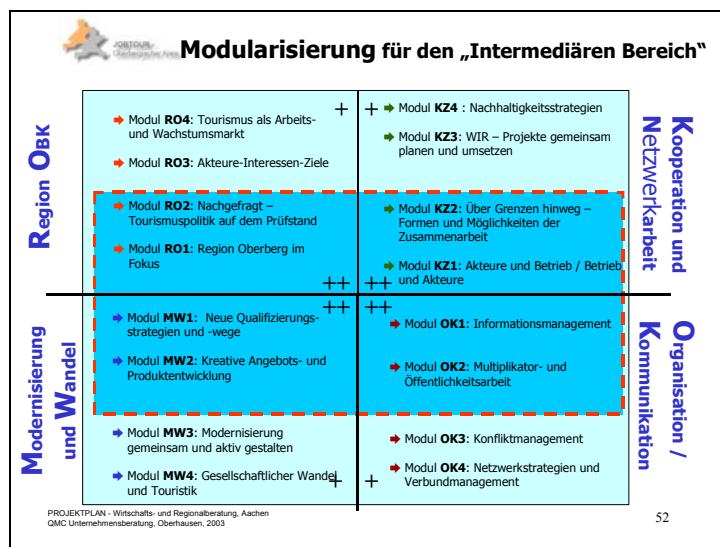 JOBTOUR
Oberbergischer Kreis
Modularisierung für den „Intermediären Bereich“
Region OBK
Modul RO4: Tourismus als Arbeits-
und Wachstumsmarkt
Modul RO3: Akteure-Interessen-Ziele
Modul RO2: Nachgefragt –
Tourismuspolitik auf dem Prüfstand
Modul RO1: Region Oberberg im
Fokus
+
++
+
Modul KZ4 : Nachhaltigkeitsstrategien
Modul KZ3: WIR – Projekte gemeinsam
planen und umsetzen
Modul KZ2: Über Grenzen hinweg –
Formen und Möglichkeiten der
Zusammenarbeit
Modul KZ1: Akteure und Betrieb / Betrieb
und Akteure
++
Kooperation und
Netzwerkarbeit
Modernisierung
und Wandel
++
Modul MW1: Neue Qualifizierungs-
strategien und -wege
Modul MW2: Kreative Angebots- und
Produktentwicklung
Modul MW3: Modernisierung
gemeinsam und aktiv gestalten
Modul MW4: Gesellschaftlicher Wandel
und Touristik
+
++
Modul OK1: Informationsmanagement
Modul OK2: Multiplikator- und
Öffentlichkeitsarbeit
Modul OK3: Konfliktmanagement
Modul OK4: Netzwerkstrategien und
Verbundmanagement
+
Organisation /
Kommunikation
PROJEKTPLAN - Wirtschafts- und Regionalberatung, Aachen
QMC Unternehmensberatung, Oberhausen, 2003
52